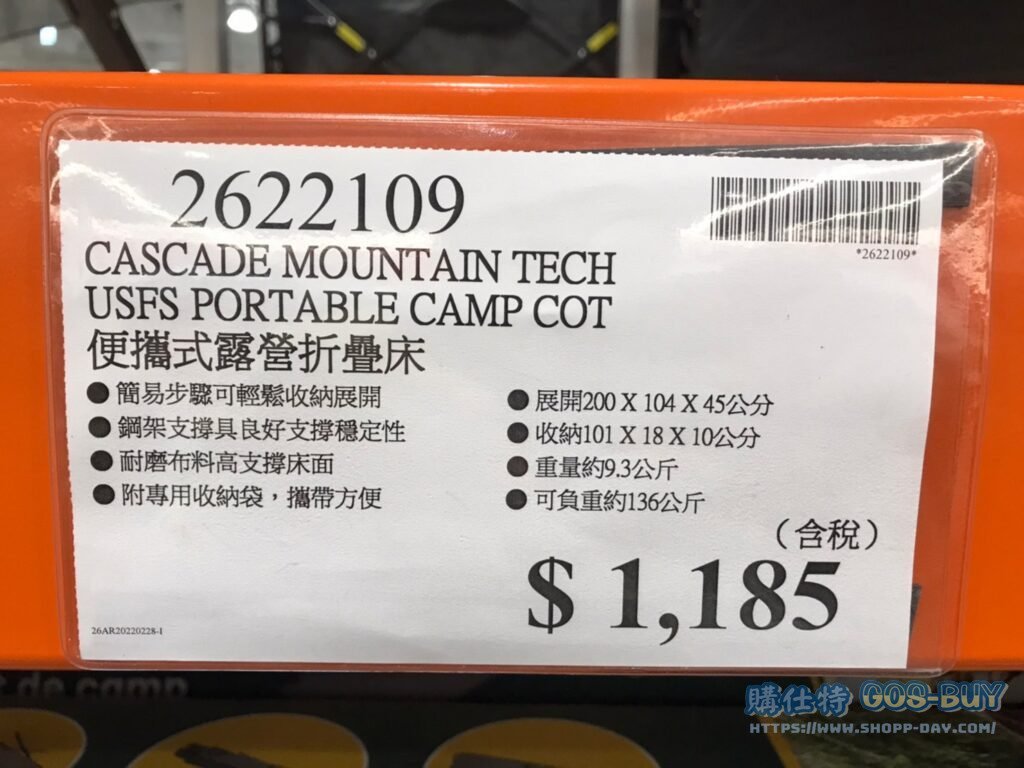 2622109
*2622109*
CASCADE MOUNTAIN TECH
USFS PORTABLE CAMP COT
便攜式露營折疊床
●簡易步驟可輕鬆收納展開
●鋼架支撐具良好支撐穩定性
●耐磨布料高支撐床面
●附專用收納袋，攜帶方便
●展開200 X 104 X 45公分
●收納101 X 18 X 10公分
●重量約9.3公斤
●可負重約136公斤
（含稅）
$ 1,185
26AR20220228-1
de camp
購仕特 GOS-BUY
HTTPS://WWW.SHOPP-DAY.COM/